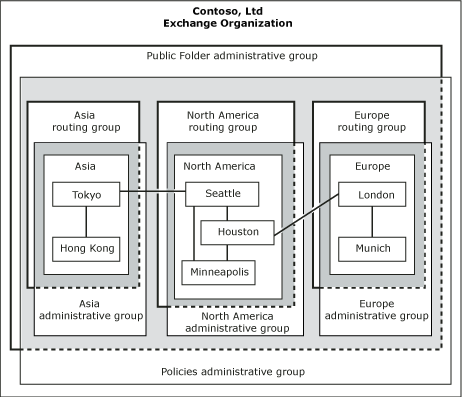 Contoso, Ltd
Exchange Organization
Public Folder administrative group
Asia
routing group
North America
routing group
Europe
routing group
Asia
North America
Europe
Tokyo
Seattle
London
Houston
Hong Kong
Munich
Minneapolis
Asia
administrative group
North America
administrative group
Europe
administrative group
Policies administrative group